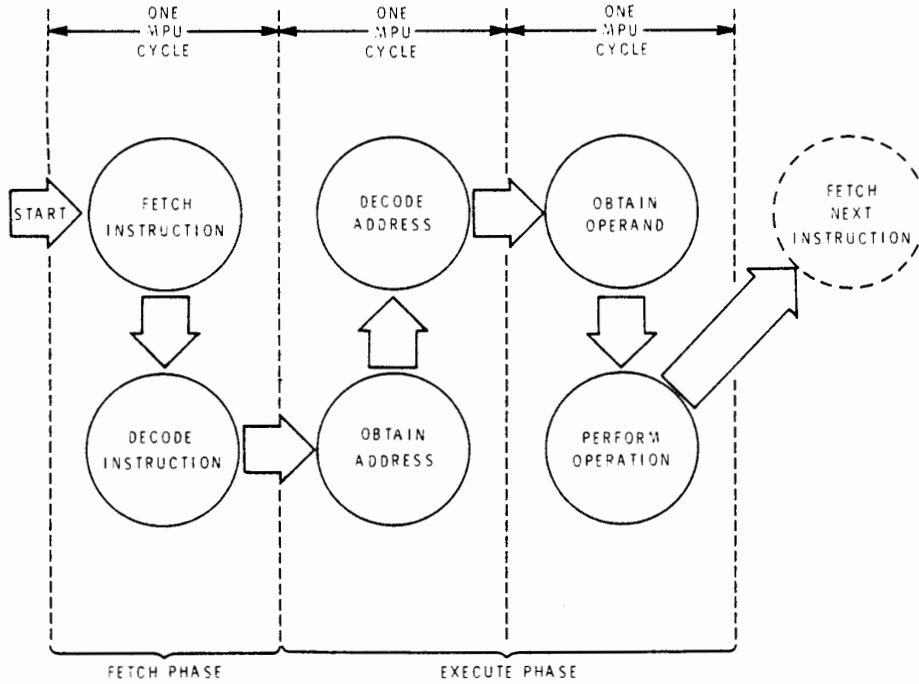 ONE
MPU
CYCLE
ONE
MPU
CYCLE
ONE
MPU
CYCLE
START
FETCH
INSTRUCTION
DECODE
ADDRESS
OBTAIN
OPERAND
FETCH
NEXT
INSTRUCTION
DECODE
INSTRUCTION
OBTAIN
ADDRESS
PERFORM
OPERATION
FETCH PHASE
EXECUTE PHASE